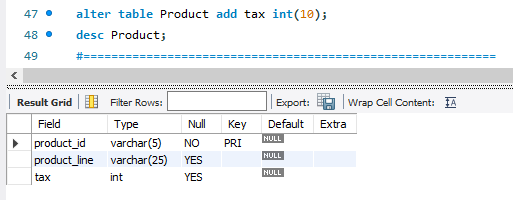 47 alter table Product add tax int(10);
48 desc Product;
49 #===========================================================
Result Grid Filter Rows: Export: Wrap Cell Content: IA
Field Type Null Key Default Extra
product_id varchar(5) NO PRI NULL
product_line varchar(25) YES NULL
tax int YES NULL